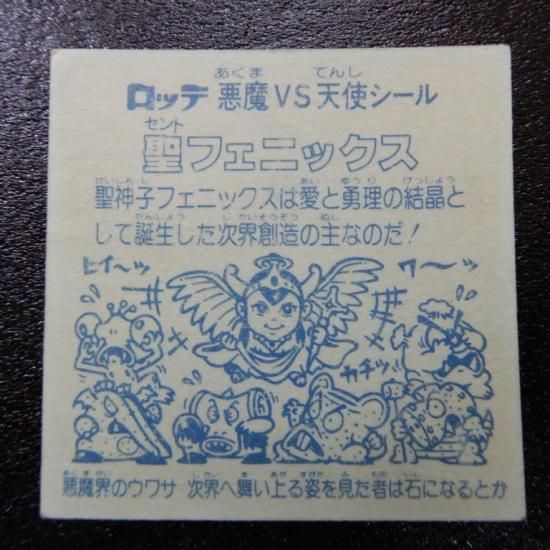 ロッテ 悪魔VS天使シール
聖フェニックス
聖神子フェニックスは愛と勇理の結晶と
して誕生した次界創造の主なのだ!
ヒイ〜ッ
ワ〜ッ
カチッ
悪魔界のウワサ 次界へ舞い上る姿を見た者は石になるとか